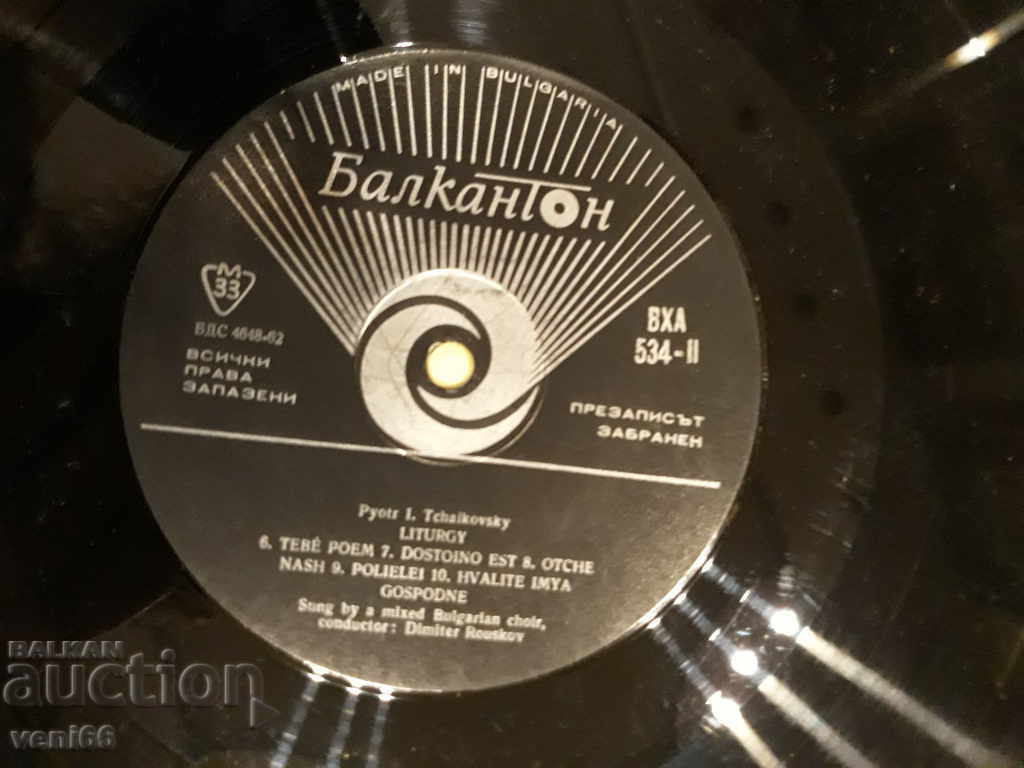 MADE IN BULGARIA
Балкантон
М
33
БДС 4648-62
ВСИЧКИ
ПРАВА
ЗАПАЗЕНИ
ВХА
534-II
ПРЕЗАПИСЪТ
ЗАБРАНЕН
Pyotr I. Tchaikovsky
LITURGY
6. TEBÉ POEM 7. DOSTOINO EST 8. OTCHE
NASH 9. POLIELEI 10. HVALITE IMYA
GOSPODNE
Sung by a mixed Bulgarian choir,
conductor: Dimiter Rouskov
BALKAN
auction
veni66